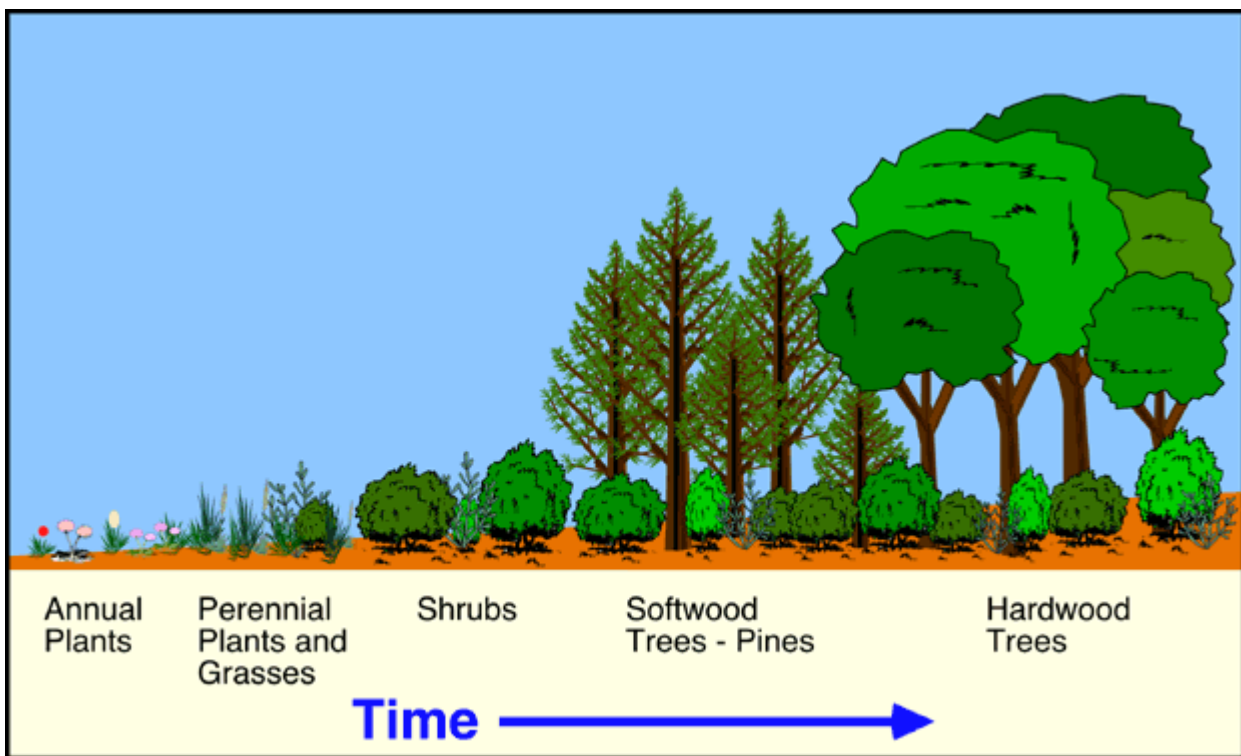 Annual
Plants
Perennial
Plants and
Grasses
Shrubs
Softwood
Trees - Pines
Hardwood
Trees
Time